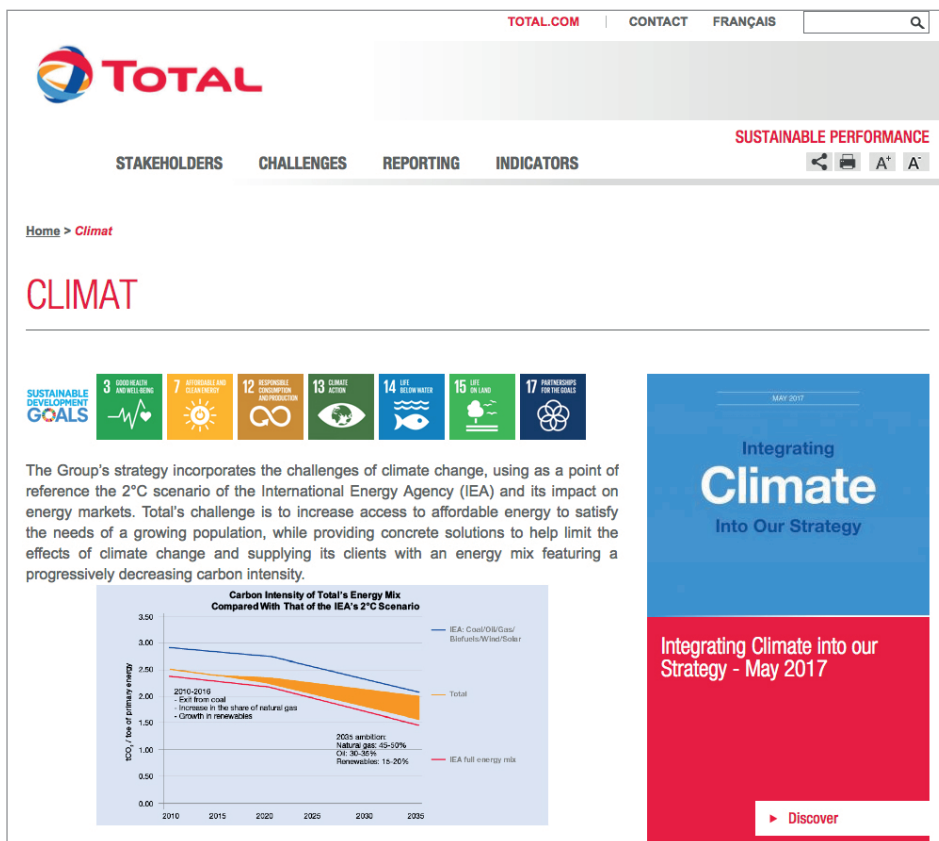 TOTAL.COM | CONTACT FRANÇAIS
TOTAL
SUSTAINABLE PERFORMANCE
STAKEHOLDERS CHALLENGES REPORTING INDICATORS
A+ A-
Home > Climat
CLIMAT
SUSTAINABLE
DEVELOPMENT
GOALS
3 GOOD HEALTH
AND WELL-BEING
7 AFFORDABLE AND
CLEAN ENERGY
12 RESPONSIBLE
CONSUMPTION
AND PRODUCTION
13 CLIMATE
ACTION
14 LIFE
BELOW WATER
15 LIFE
ON LAND
17 PARTNERSHIPS
FOR THE GOALS
The Group's strategy incorporates the challenges of climate change, using as a point of
reference the 2°C scenario of the International Energy Agency (IEA) and its impact on
energy markets. Total's challenge is to increase access to affordable energy to satisfy
the needs of a growing population, while providing concrete solutions to help limit the
effects of climate change and supplying its clients with an energy mix featuring a
progressively decreasing carbon intensity.
Carbon Intensity of Total's Energy Mix
Compared With That of the IEA's 2°C Scenario
tCO2 / toe of primary energy
3.50
3.00
2.50
2.00
1.50
1.00
0.50
0.00
2010 2015 2020 2025 2030 2035
2010-2016
- Exit from coal
- Increase in the share of natural gas
- Growth in renewables
2035 ambition:
Natural gas: 45-50%
Oil: 30-35%
Renewables: 15-20%
IEA: Coal/Oil/Gas/
Biofuels/Wind/Solar
Total
IEA full energy mix
MAY 2017
Integrating
Climate
Into Our Strategy
Integrating Climate into our
Strategy - May 2017
Discover